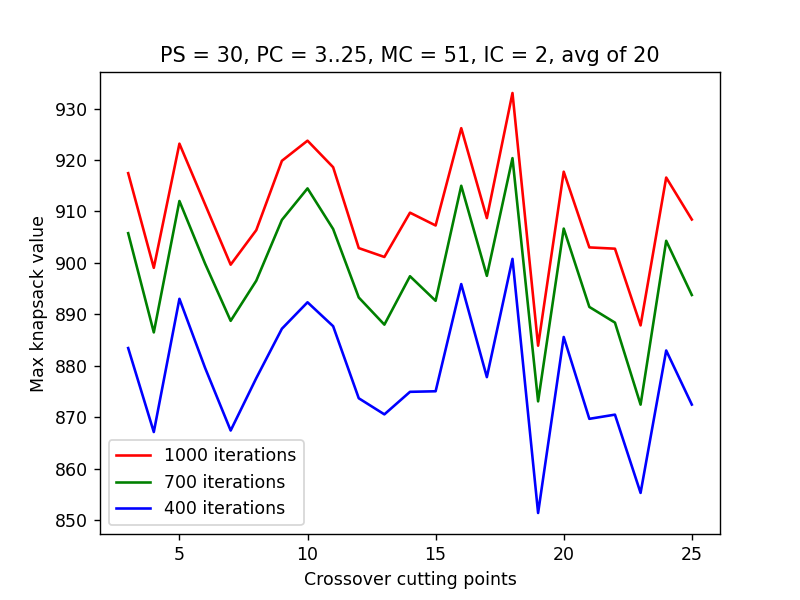 PS = 30, PC = 3..25, MC = 51, IC = 2, avg of 20
Max knapsack value
930
920
910
900
890
880
870
860
850
1000 iterations
700 iterations
400 iterations
5
10
15
20
25
Crossover cutting points